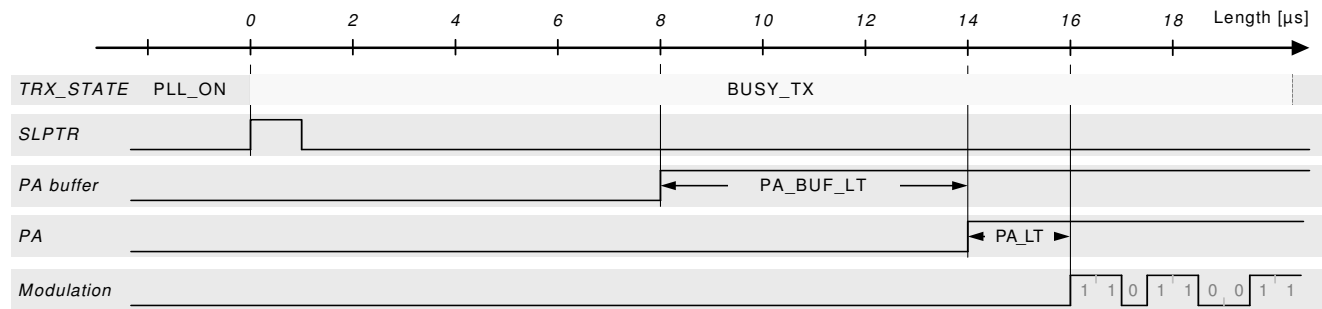 0 2 4 6 8 10 12 14 16 18 Length [µs]
TRX_STATE PLL_ON BUSY_TX
SLPTR
PA buffer PA_BUF_LT
PA PA_LT
Modulation 1 1 0 1 1 0 0 1 1